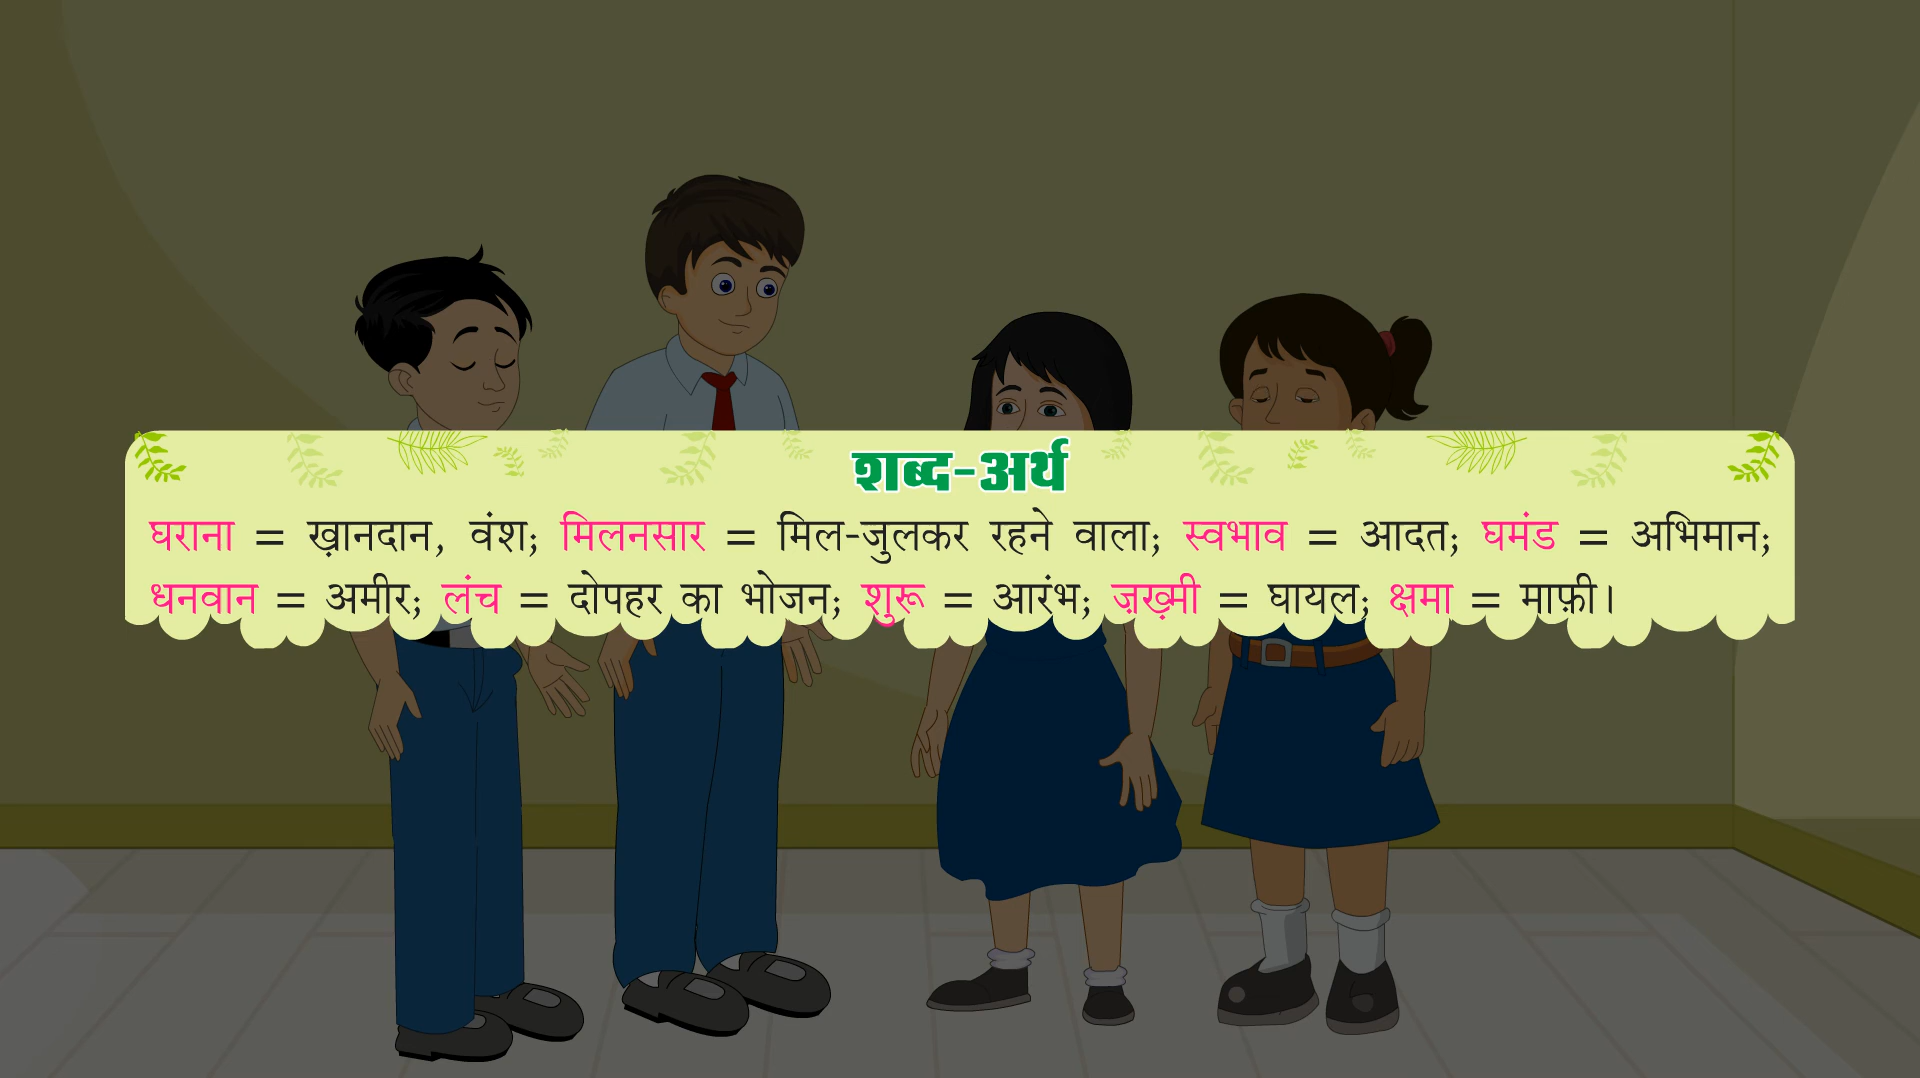 शब्द-अर्थ
घराना = ख़ानदान, वंश; मिलनसार = मिल-जुलकर रहने वाला; स्वभाव = आदत; घमंड = अभिमान;
धनवान = अमीर; लंच = दोपहर का भोजन; शुरू = आरंभ; ज़ख़्मी = घायल; क्षमा = माफ़ी।